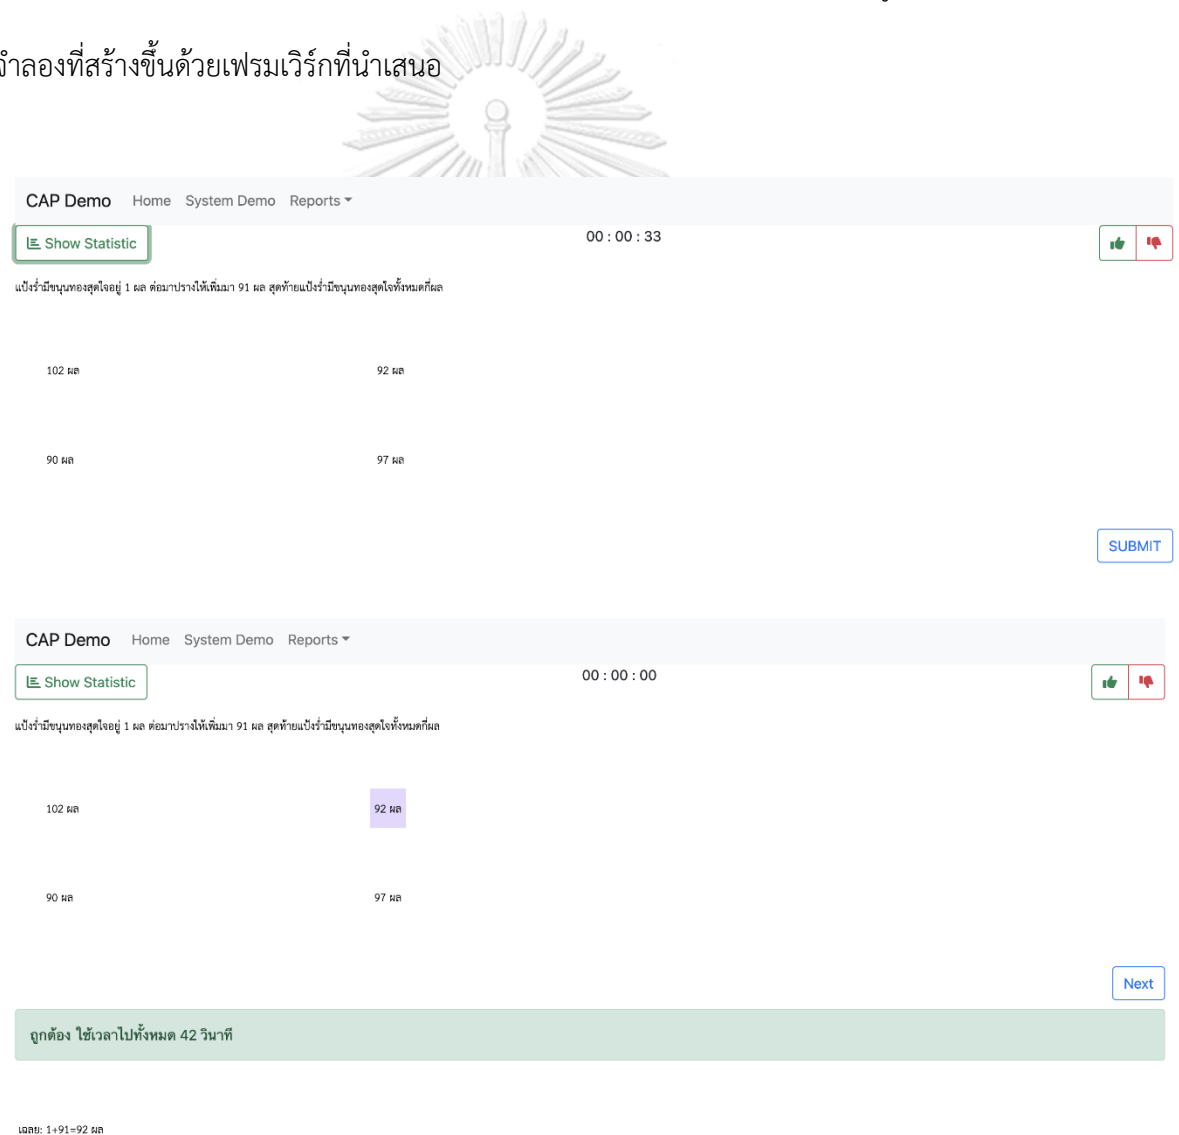 จำลองที่สร้างขึ้นด้วยเฟรมเวิร์กที่นำเสนอ
CAP Demo Home System Demo Reports
Show Statistic 00 : 00 : 33
แป้งร่ำมีขนุนทองสุดใจอยู่ 1 ผล ต่อมาปรางให้เพิ่มมา 91 ผล สุดท้ายแป้งร่ำมีขนุนทองสุดใจทั้งหมดกี่ผล
102 ผล 92 ผล
90 ผล 97 ผล
SUBMIT
CAP Demo Home System Demo Reports
Show Statistic 00 : 00 : 00
แป้งร่ำมีขนุนทองสุดใจอยู่ 1 ผล ต่อมาปรางให้เพิ่มมา 91 ผล สุดท้ายแป้งร่ำมีขนุนทองสุดใจทั้งหมดกี่ผล
102 ผล 92 ผล
90 ผล 97 ผล
Next
ถูกต้อง ใช้เวลาไปทั้งหมด 42 วินาที
เฉลย: 1+91=92 ผล